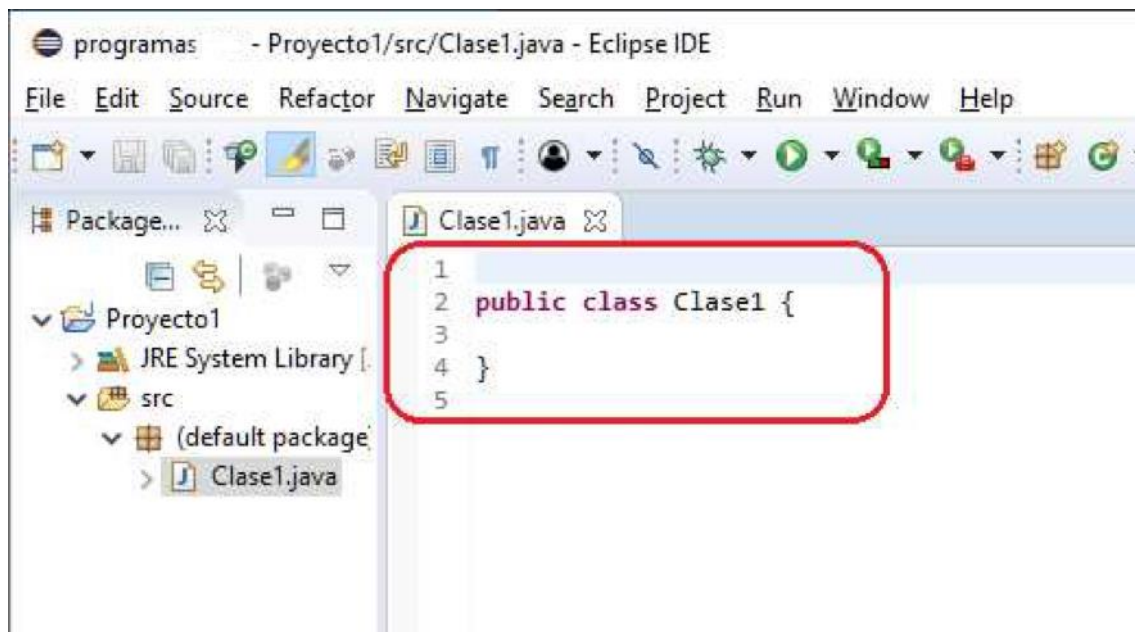 programas - Proyecto1/src/Clase1.java - Eclipse IDE
File Edit Source Refactor Navigate Search Project Run Window Help
Package...
Clase1.java
Proyecto1
JRE System Library [.
src
(default package)
Clase1.java
1
2 public class Clase1 {
3
4 }
5